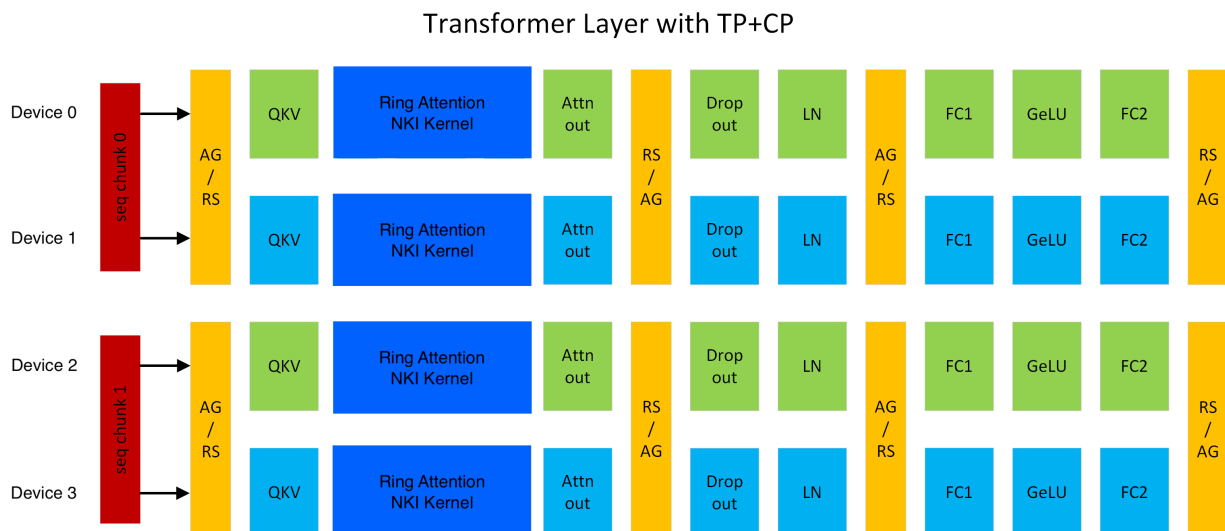 Transformer Layer with TP+CP
Device 0
seq chunk 0
AG
/
RS
QKV
Ring Attention
NKI Kernel
Attn
out
RS
/
AG
Drop
out
LN
AG
/
RS
FC1
GeLU
FC2
RS
/
AG
Device 1
QKV
Ring Attention
NKI Kernel
Attn
out
Drop
out
LN
FC1
GeLU
FC2
Device 2
seq chunk 1
AG
/
RS
QKV
Ring Attention
NKI Kernel
Attn
out
RS
/
AG
Drop
out
LN
AG
/
RS
FC1
GeLU
FC2
RS
/
AG
Device 3
QKV
Ring Attention
NKI Kernel
Attn
out
Drop
out
LN
FC1
GeLU
FC2